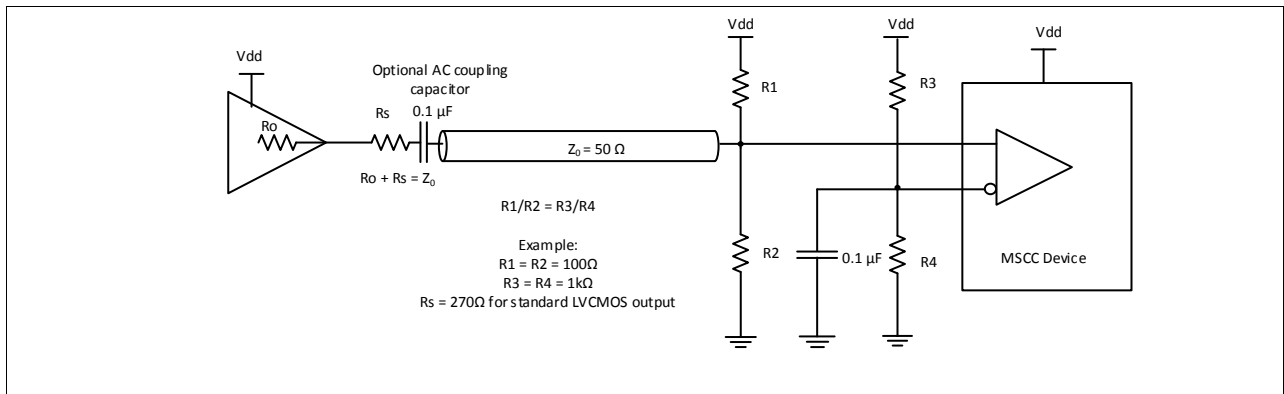 Vdd
Ro
Optional AC coupling
capacitor
Rs
0.1 µF
Ro + Rs = Z0
Z0 = 50 Ω
R1/R2 = R3/R4
Example:
R1 = R2 = 100Ω
R3 = R4 = 1kΩ
Rs = 270Ω for standard LVCMOS output
Vdd
R1
R2
0.1 µF
Vdd
R3
R4
Vdd
MSCC Device